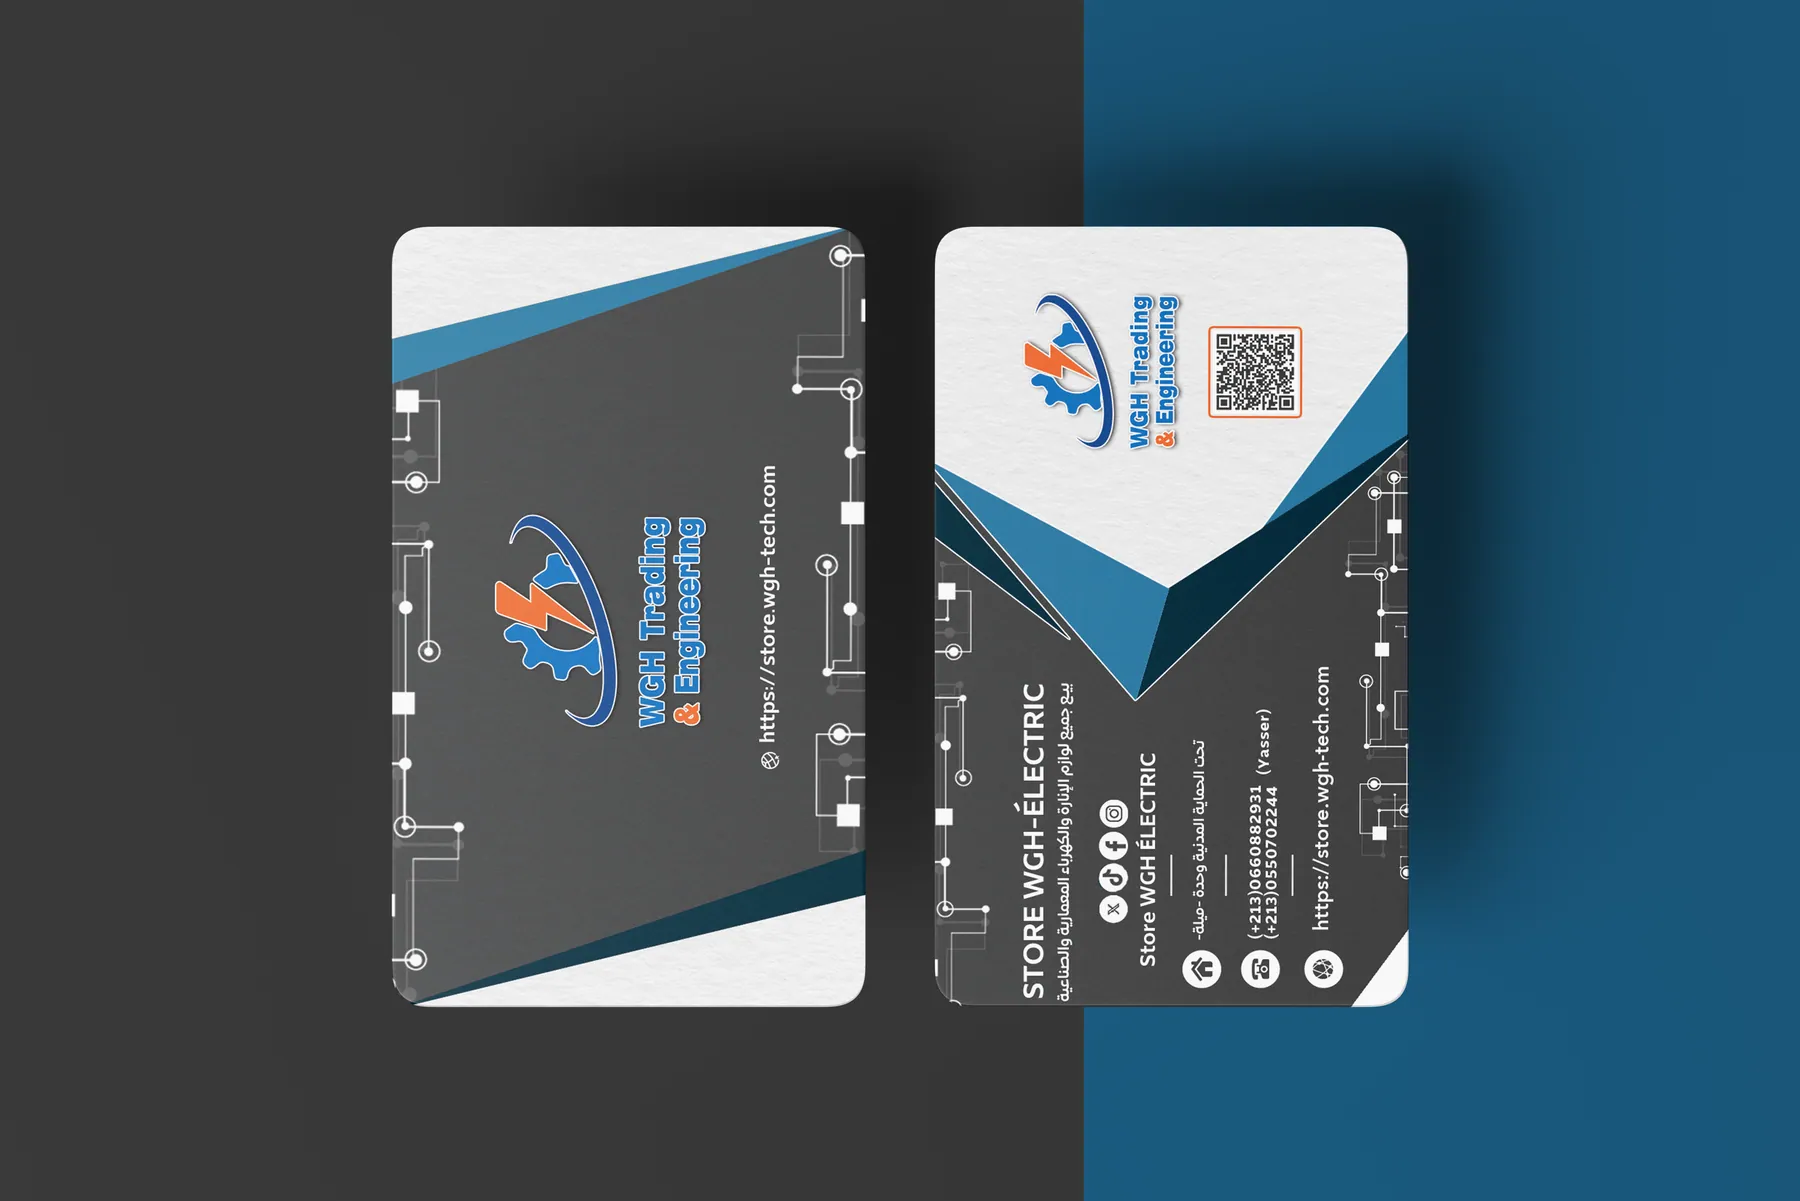 WGH Trading
& Engineering
https://store.wgh-tech.com
WGH Trading
& Engineering
STORE WGH-ÉLECTRIC
بيع جميع لوازم الإنارة والكهرباء المعمارية والصناعية
Store WGH ÉLECTRIC
تحت الحماية المدنية وحدة -ميلة-
(+213)0660882931 (Yasser)
(+213)0550702244
https://store.wgh-tech.com